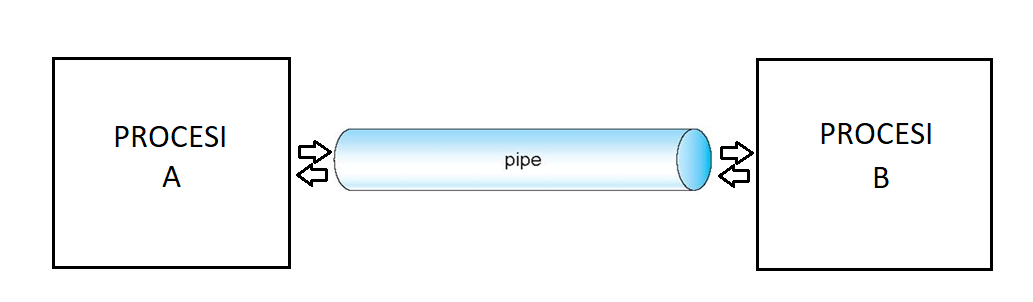 PROCESI
A
pipe
PROCESI
B